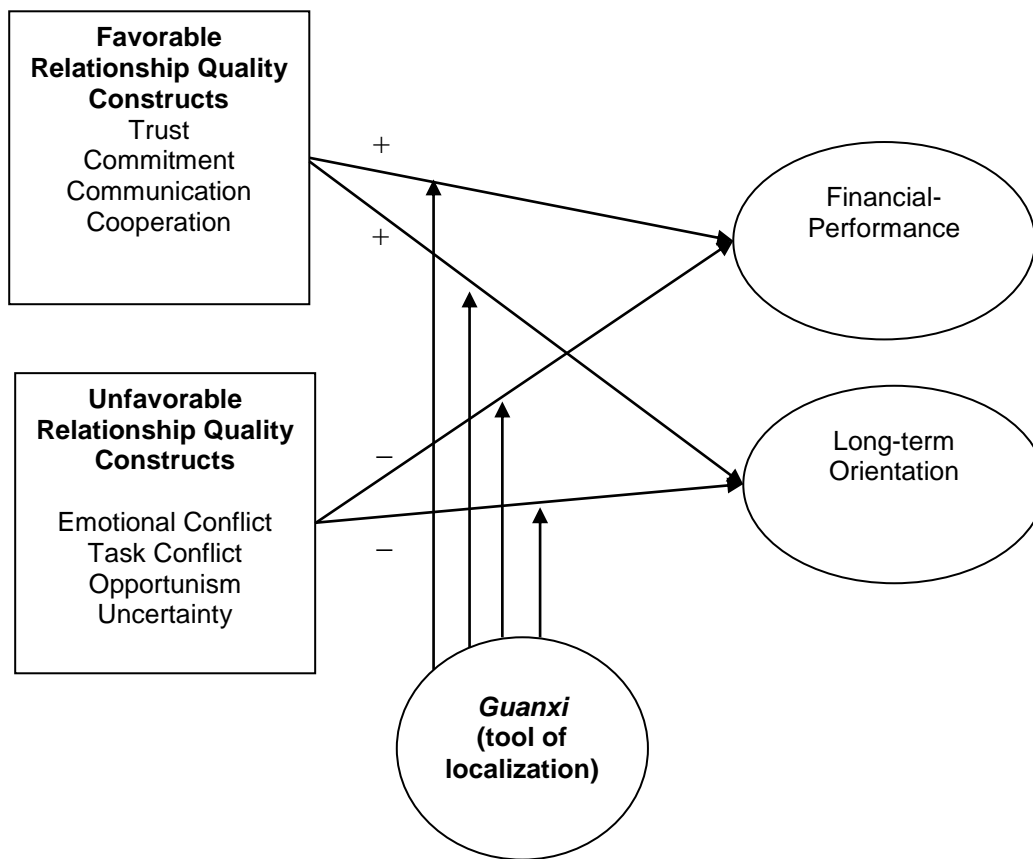 Favorable
Relationship Quality
Constructs
Trust
Commitment
Communication
Cooperation
+
+
Financial-
Performance
Unfavorable
Relationship Quality
Constructs
Emotional Conflict
Task Conflict
Opportunism
Uncertainty
–
–
Long-term
Orientation
Guanxi
(tool of
localization)